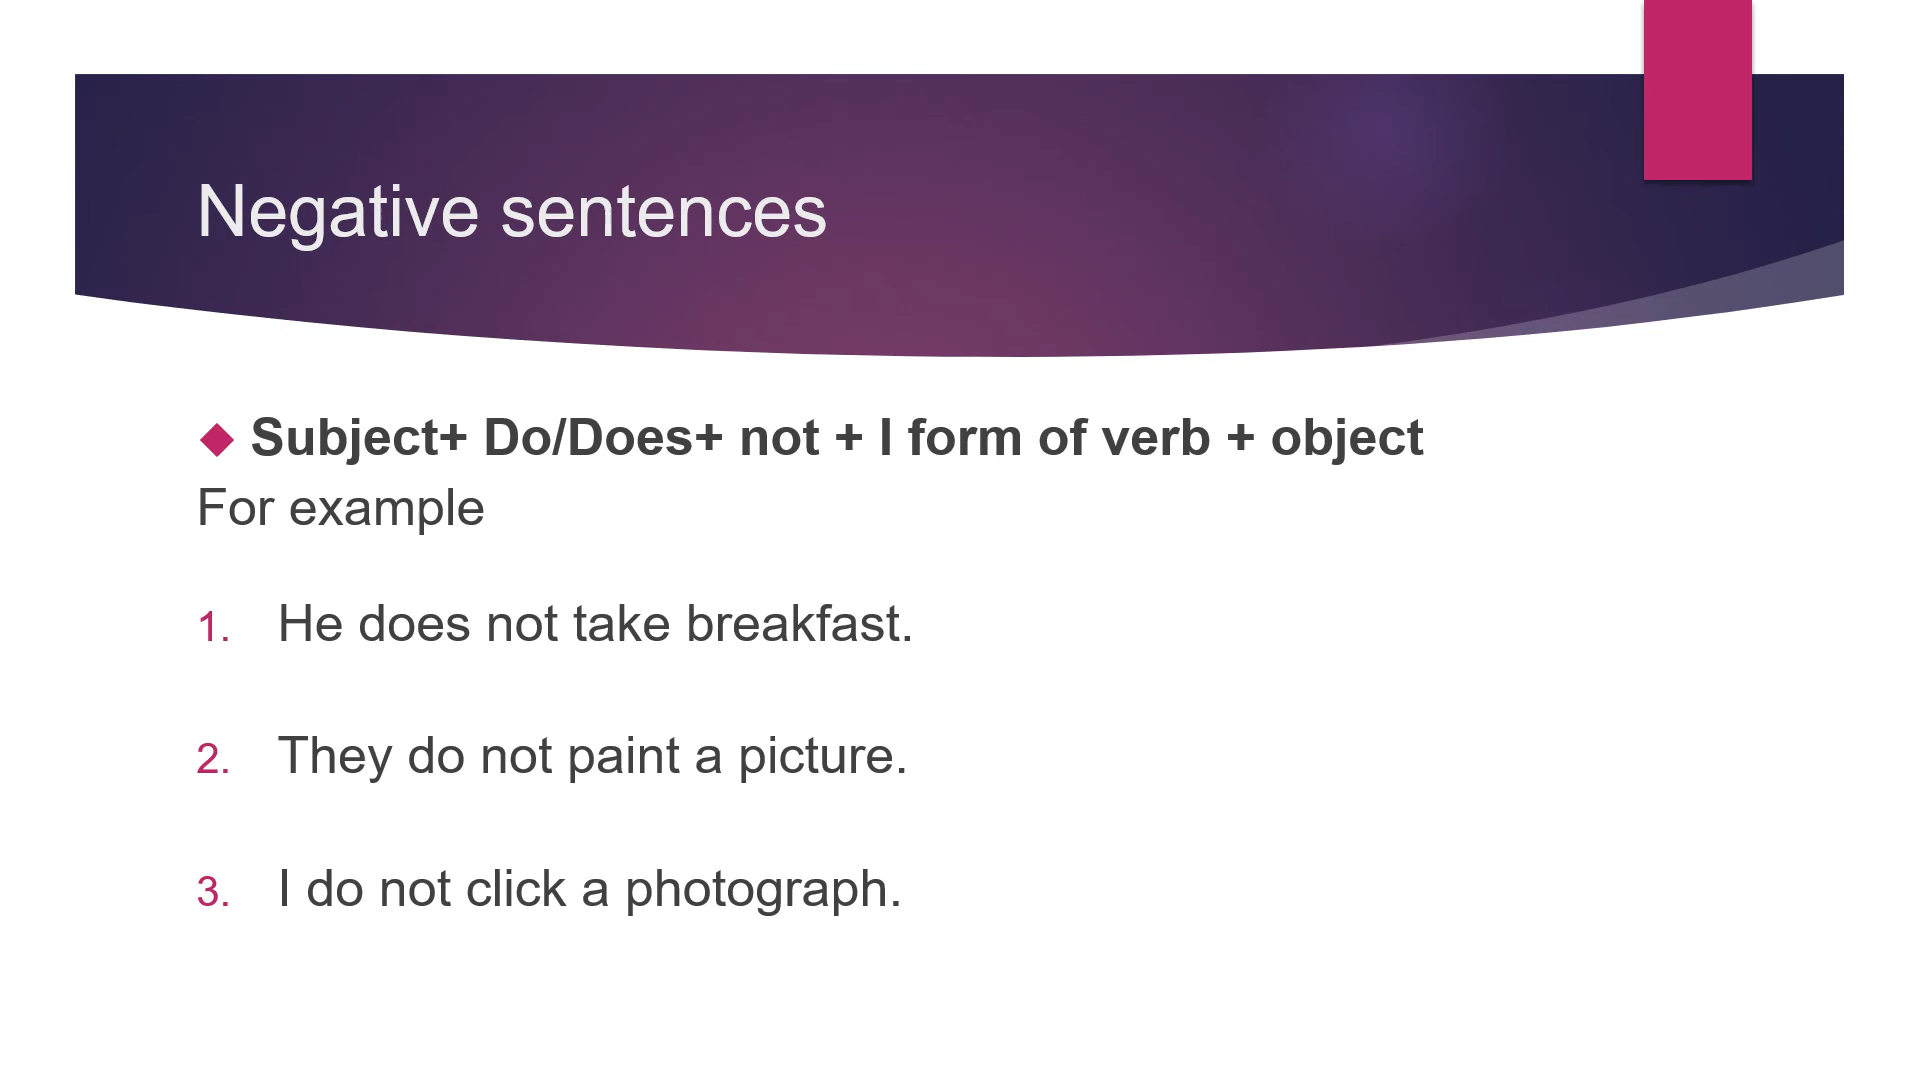 Negative sentences
Subject+ Do/Does+ not + I form of verb + object
For example
1. He does not take breakfast.
2. They do not paint a picture.
3. I do not click a photograph.